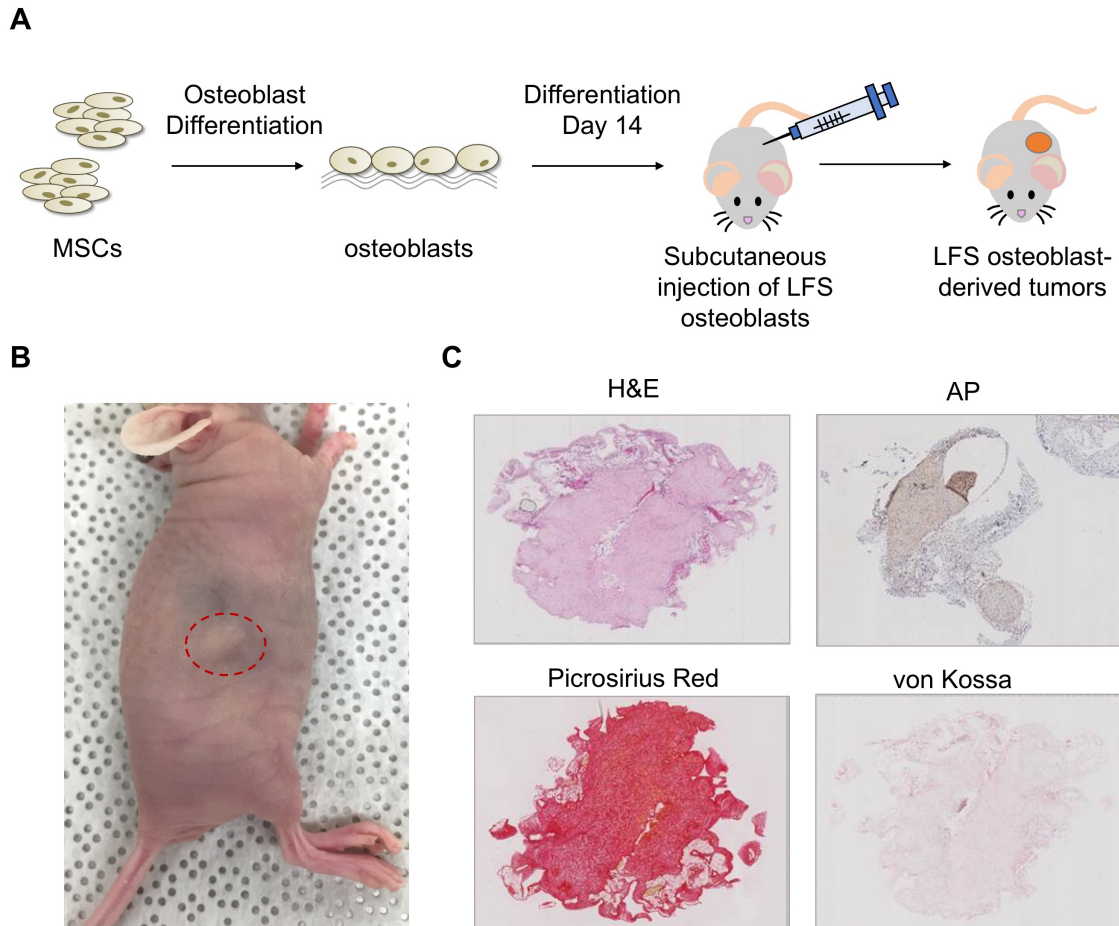 A
Osteoblast
Differentiation
Differentiation
Day 14
MSCs
osteoblasts
Subcutaneous
injection of LFS
osteoblasts
LFS osteoblast-
derived tumors
B
C
H&E
AP
Picrosirius Red
von Kossa